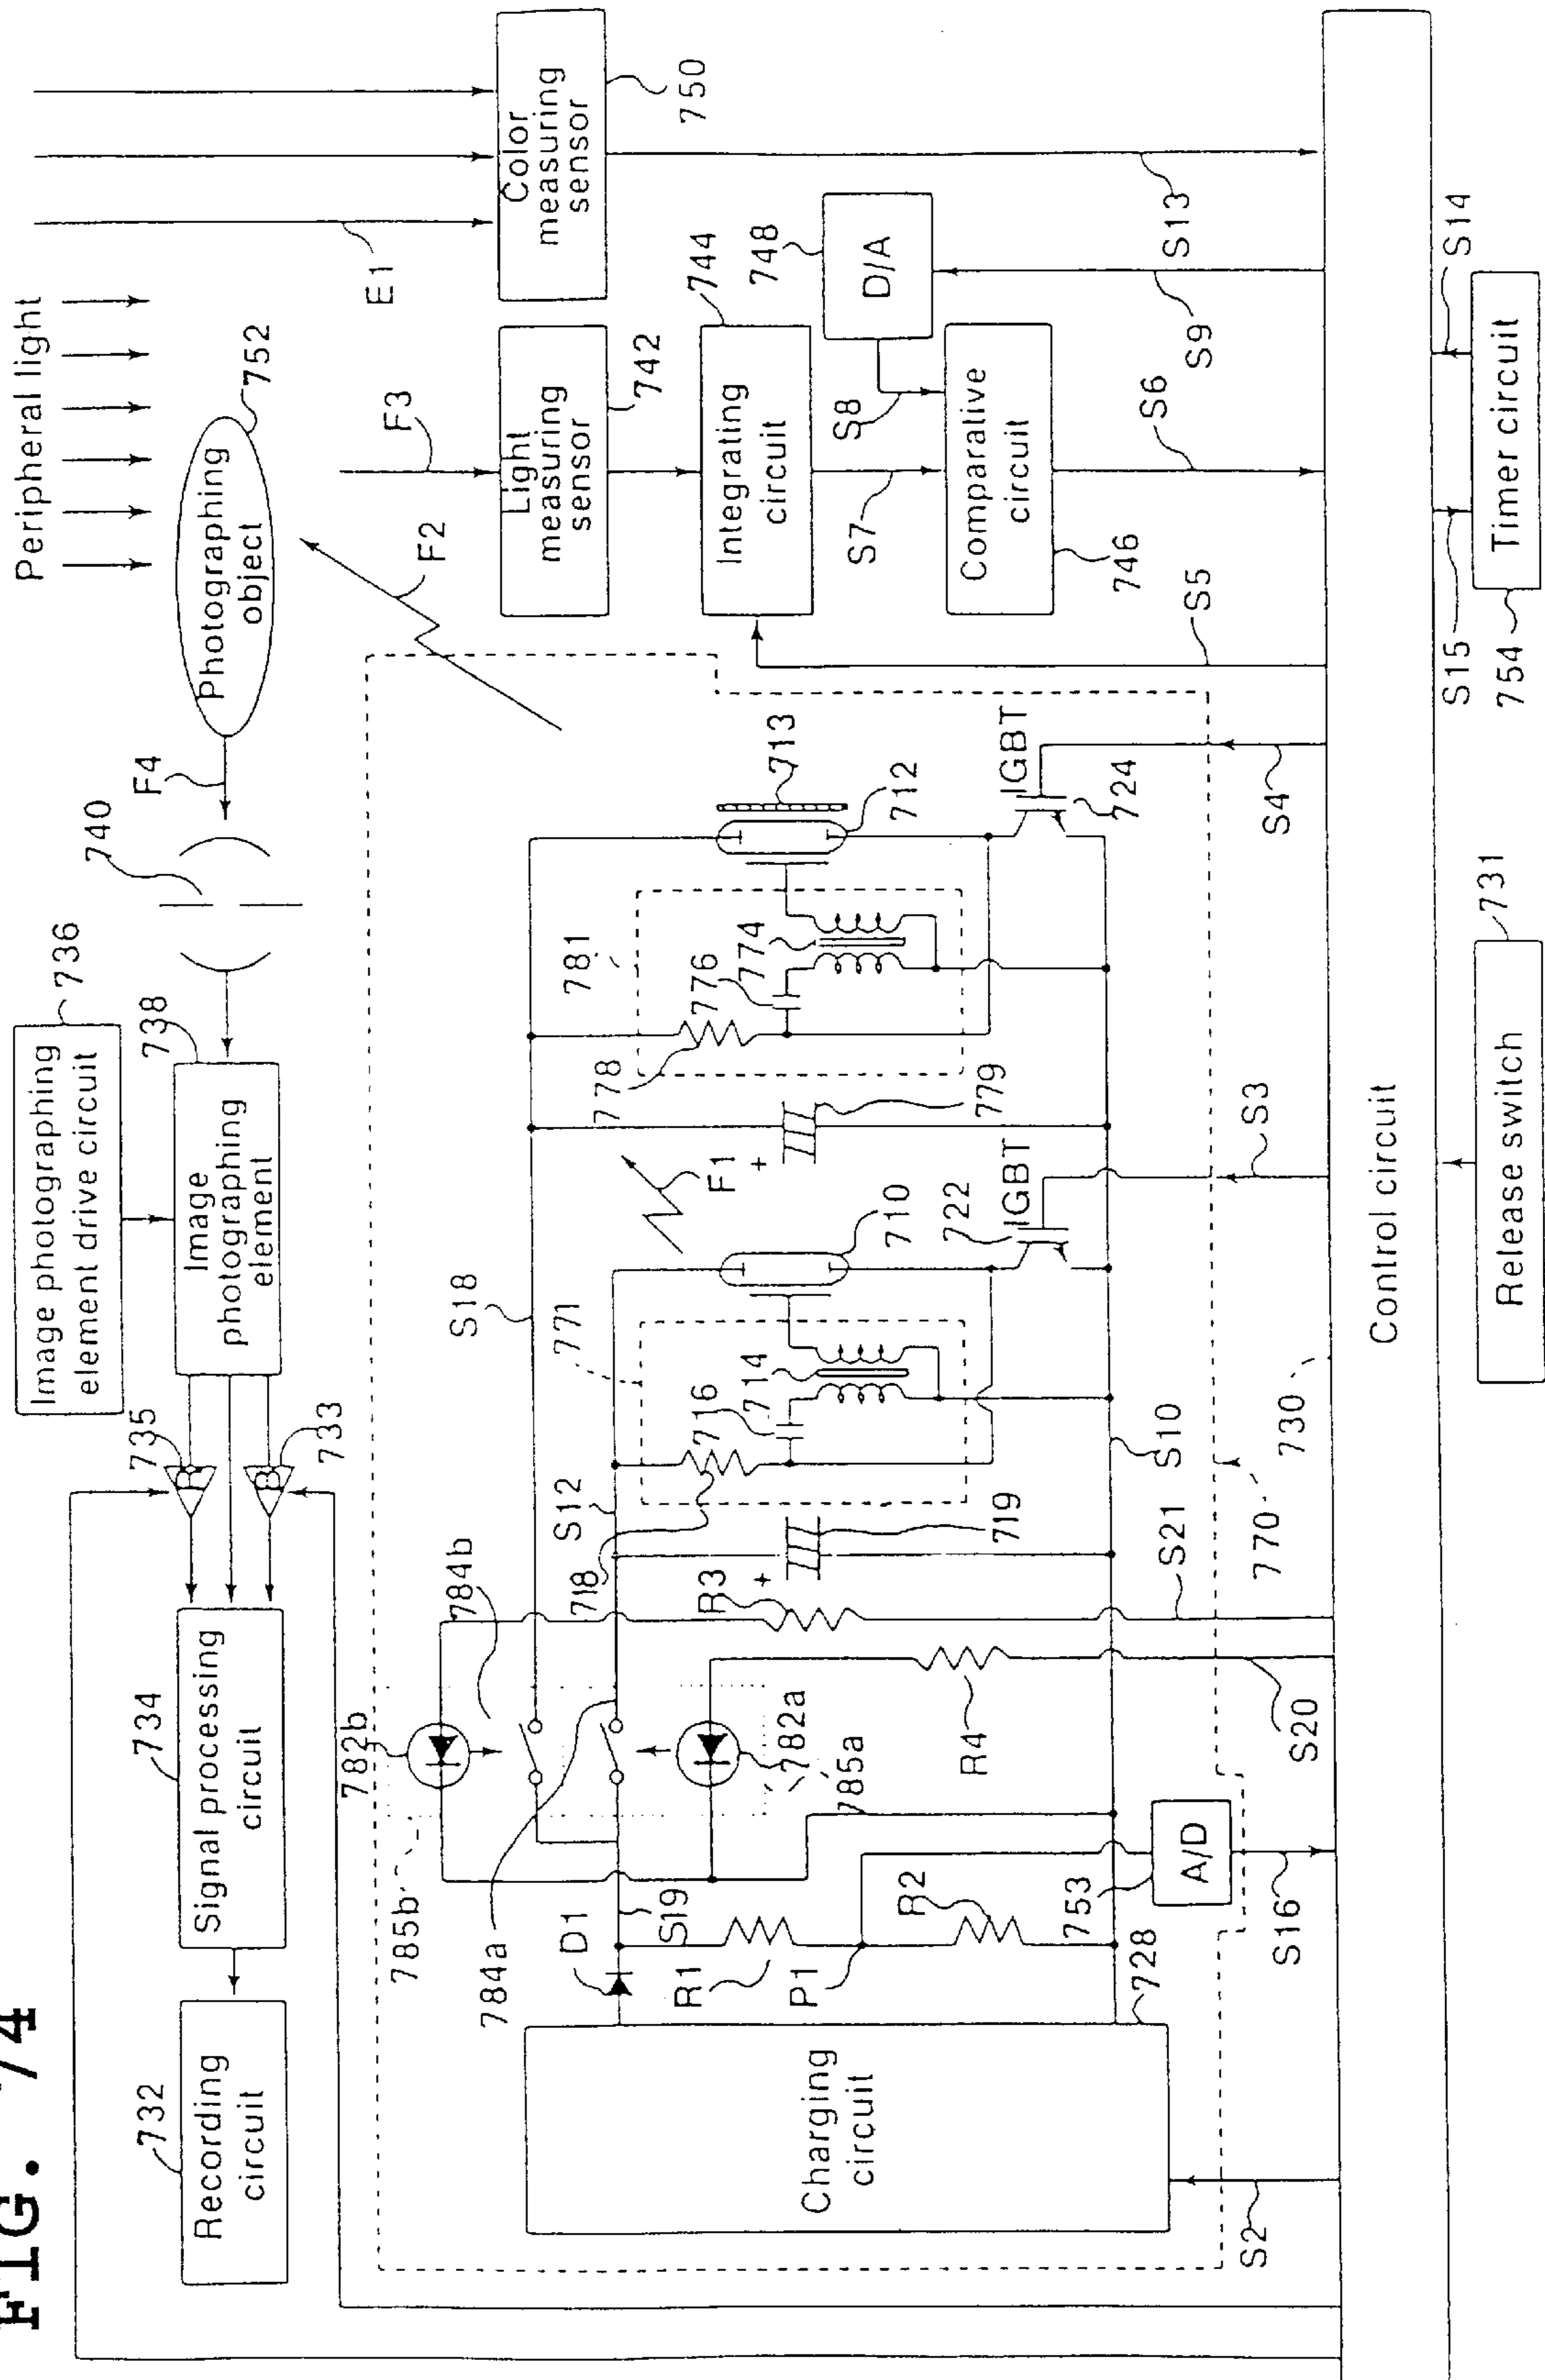 FIG. 74
Peripheral light
E1
Color
measuring
sensor
750
Photographing
object
752
F4
F3
F2
740
Light
measuring
sensor
742
Integrating
circuit
744
748
D/A
S8
S7
Comparative
circuit
746
S13
S9
S6
S5
Image photographing
element drive circuit
736
738
Image
photographing
element
735
733
Signal processing
circuit
734
Recording
circuit
732
713
712
IGBT
724
S4
781
776
774
778
779
F1
+
S18
771
710
722
IGBT
S3
716
714
S12
718
719
+
S10
R3
S21
784b
782b
782a
785a
785b
784a
R4
S20
D1
S19
R1
P1
R2
753
A/D
S16
728
Charging
circuit
S2
770
730
Control circuit
S14
S15
Timer circuit
754
Release switch
731